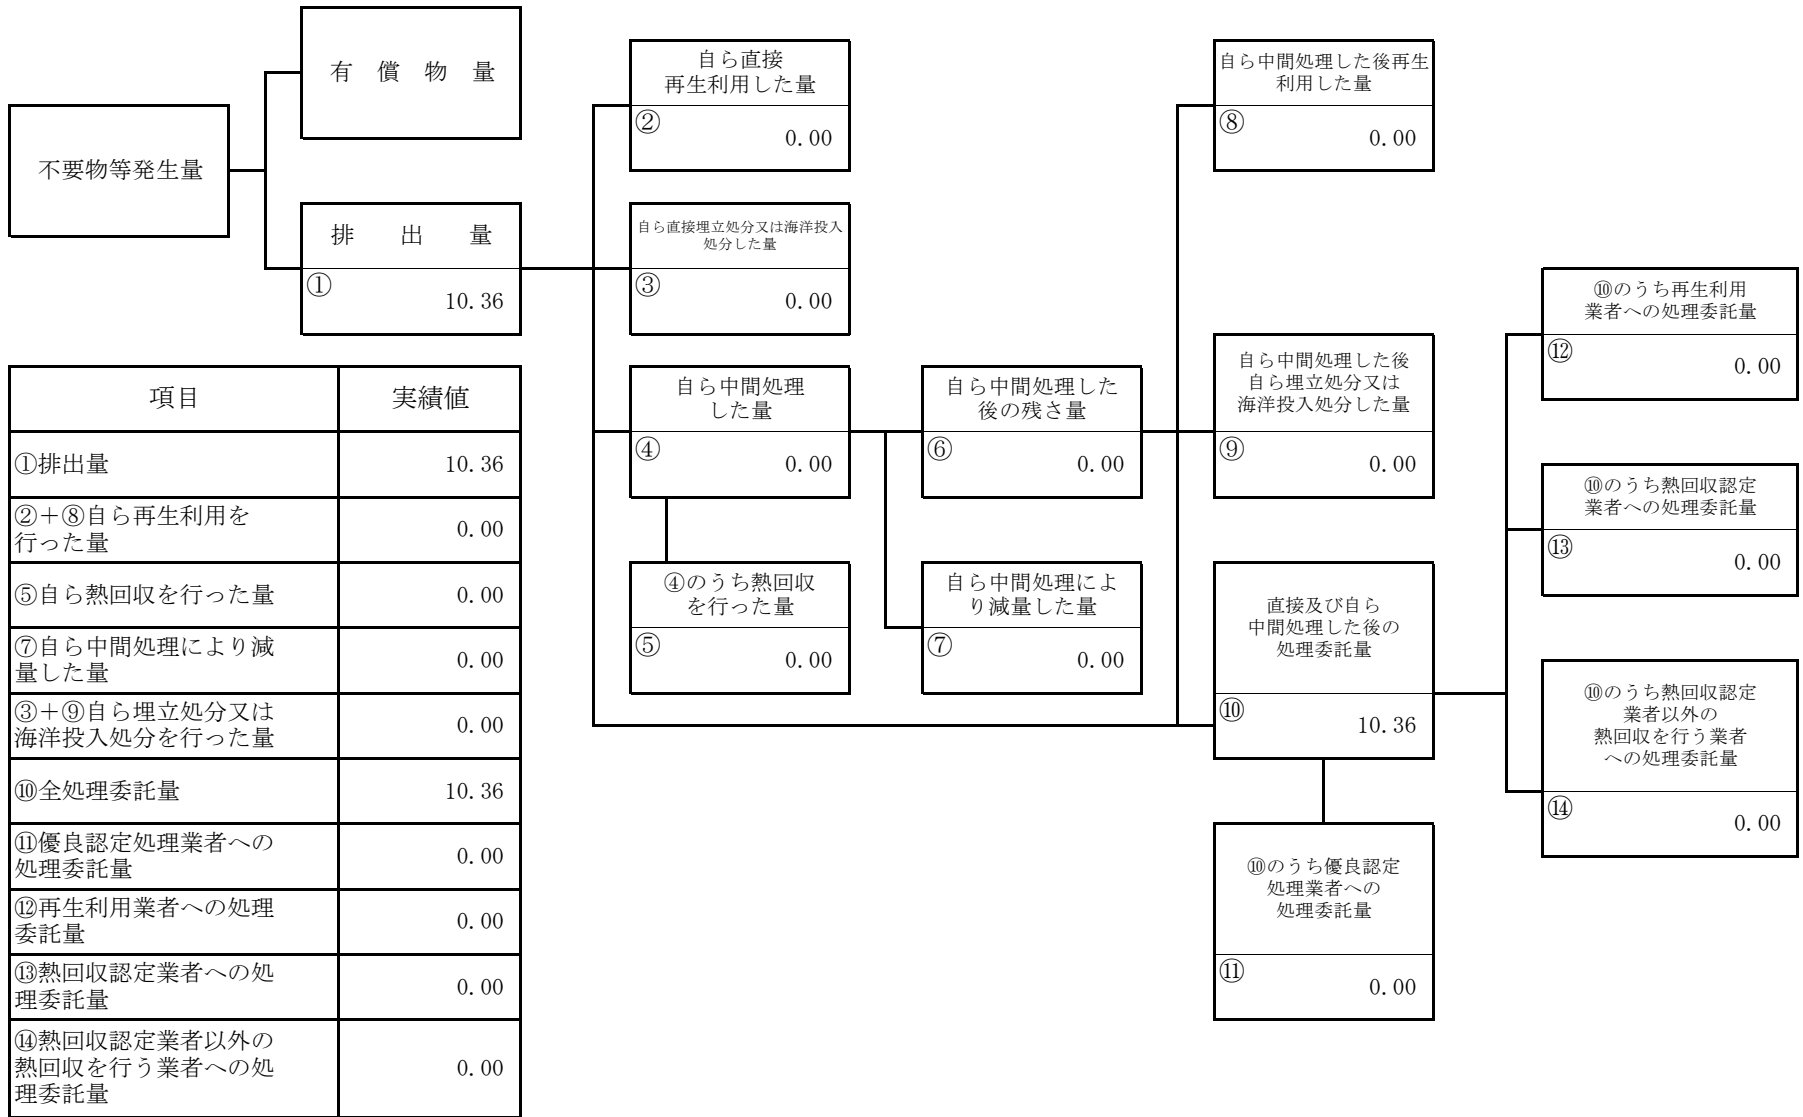 有　償　物　量
不要物等発生量
排　出　量
①
10.36
自ら直接
再生利用した量
②
0.00
自ら直接埋立処分又は海洋投入
処分した量
③
0.00
自ら中間処理
した量
④
0.00
④のうち熱回収
を行った量
⑤
0.00
自ら中間処理した
後の残さ量
⑥
0.00
自ら中間処理によ
り減量した量
⑦
0.00
自ら中間処理した後再生
利用した量
⑧
0.00
自ら中間処理した後
自ら埋立処分又は
海洋投入処分した量
⑨
0.00
直接及び自ら
中間処理した後の
処理委託量
⑩
10.36
⑩のうち優良認定
処理業者への
処理委託量
⑪
0.00
⑩のうち再生利用
業者への処理委託量
⑫
0.00
⑩のうち熱回収認定
業者への処理委託量
⑬
0.00
⑩のうち熱回収認定
業者以外の
熱回収を行う業者
への処理委託量
⑭
0.00
項目 実績値
①排出量 10.36
②＋⑧自ら再生利用を
行った量 0.00
⑤自ら熱回収を行った量 0.00
⑦自ら中間処理により減
量した量 0.00
③＋⑨自ら埋立処分又は
海洋投入処分を行った量 0.00
⑩全処理委託量 10.36
⑪優良認定処理業者への
処理委託量 0.00
⑫再生利用業者への処理
委託量 0.00
⑬熱回収認定業者への処
理委託量 0.00
⑭熱回収認定業者以外の
熱回収を行う業者への処
理委託量 0.00